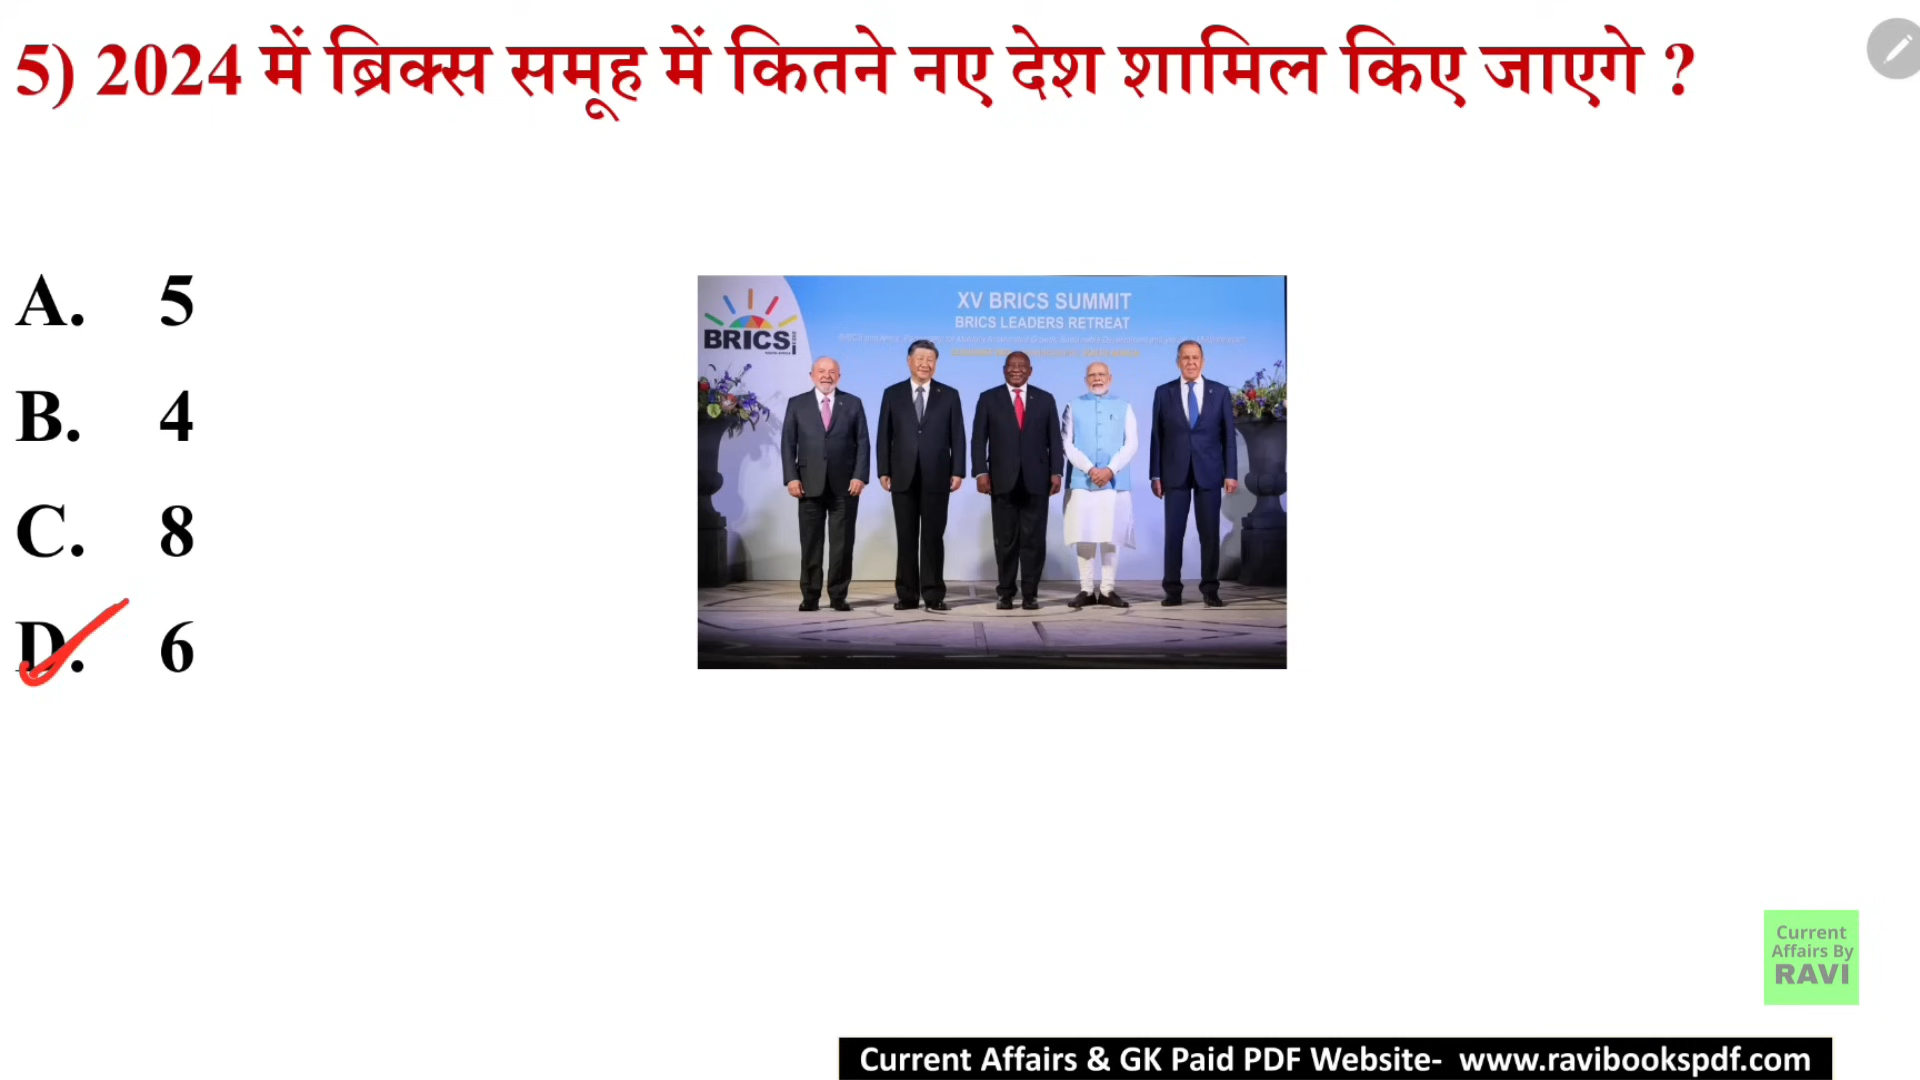 5) 2024 में ब्रिक्स समूह में कितने नए देश शामिल किए जाएगे ?
A. 5
B. 4
C. 8
D. 6
XV BRICS SUMMIT
BRICS LEADERS RETREAT
BRICS
Current
Affairs By
RAVI
Current Affairs & GK Paid PDF Website- www.ravibookspdf.com